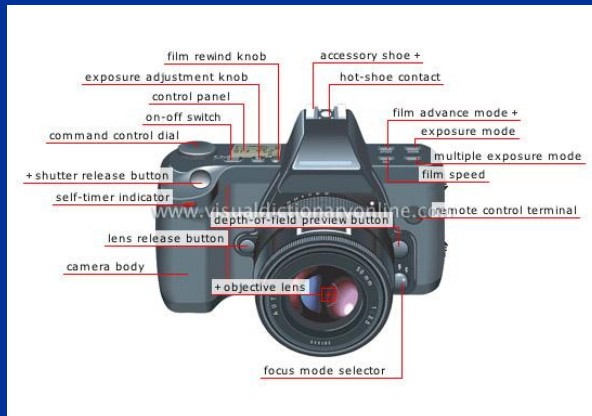 film rewind knob
accessory shoe +
exposure adjustment knob
hot-shoe contact
control panel
film advance mode +
on-off switch
exposure mode
command control dial
multiple exposure mode
film speed
+ shutter release button
self-timer indicator
www.visualdictionaryonline.com
remote control terminal
depth-of-field preview button
lens release button
camera body
+ objective lens
50mm
focus mode selector